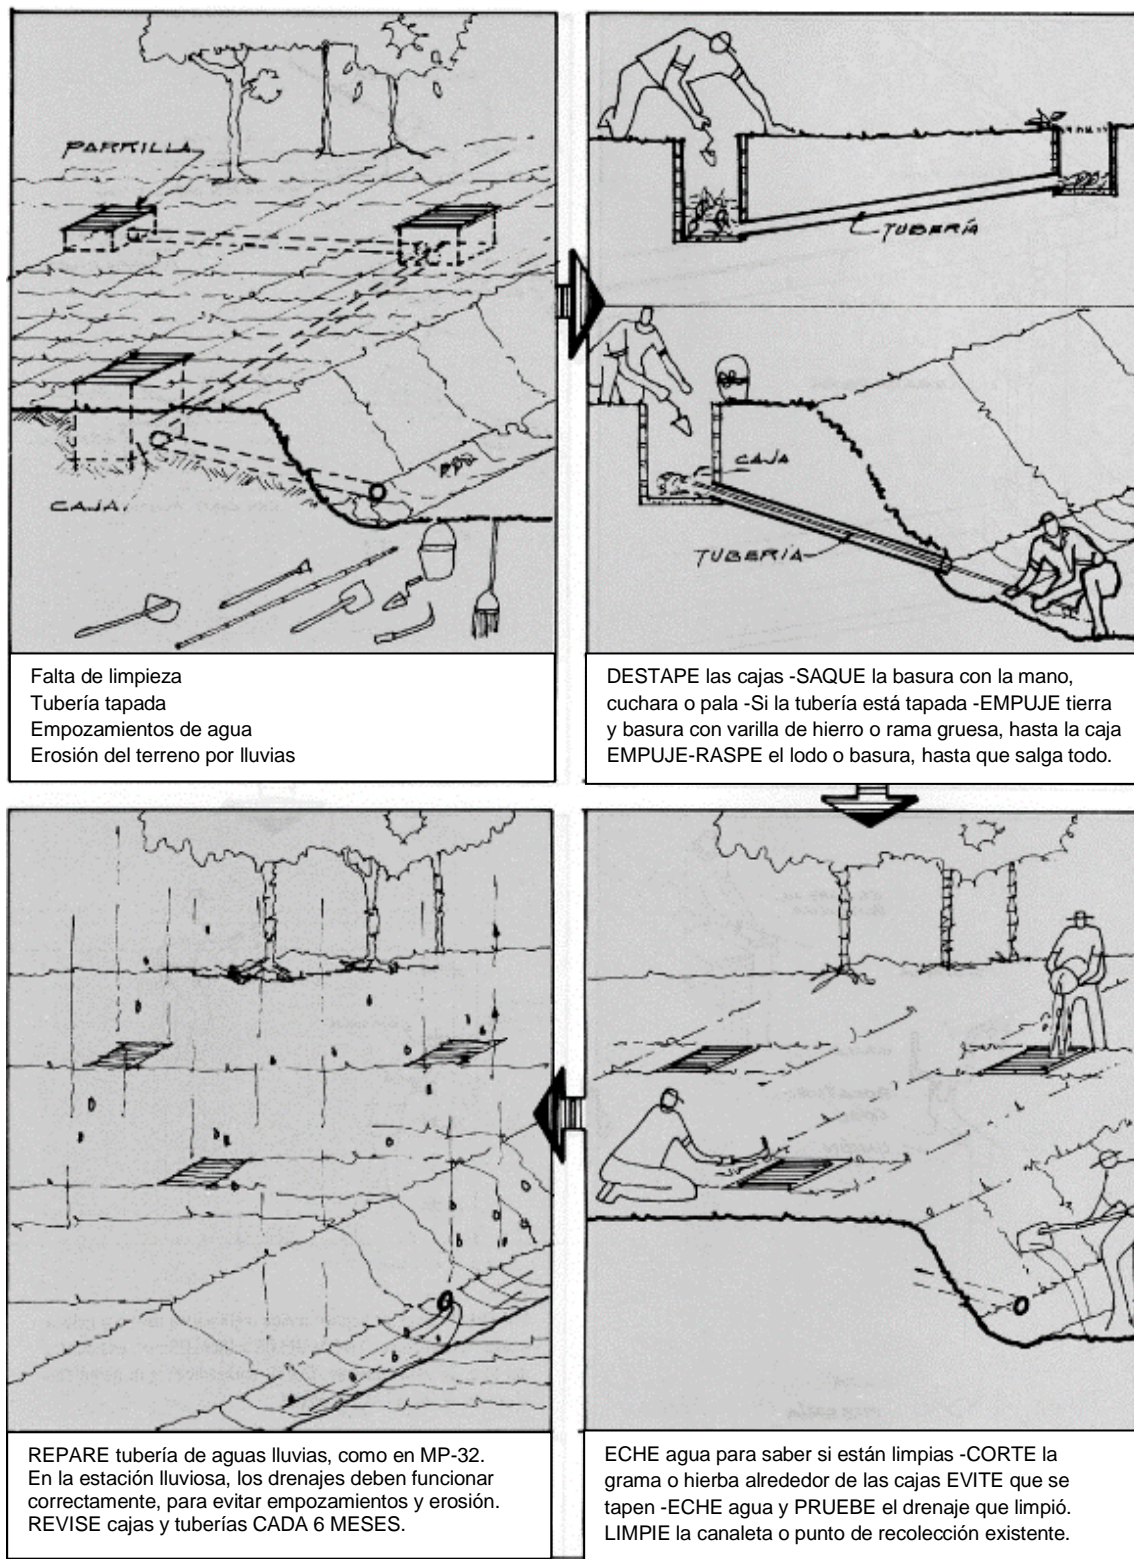 PARRILLA
CAJA
Falta de limpieza
Tubería tapada
Empozamientos de agua
Erosión del terreno por lluvias
TUBERÍA
CAJA
TUBERÍA
DESTAPE las cajas -SAQUE la basura con la mano,
cuchara o pala -Si la tubería está tapada -EMPUJE tierra
y basura con varilla de hierro o rama gruesa, hasta la caja
EMPUJE-RASPE el lodo o basura, hasta que salga todo.
ECHE agua para saber si están limpias -CORTE la
grama o hierba alrededor de las cajas EVITE que se
tapen -ECHE agua y PRUEBE el drenaje que limpió.
LIMPIE la canaleta o punto de recolección existente.
REPARE tubería de aguas lluvias, como en MP-32.
En la estación lluviosa, los drenajes deben funcionar
correctamente, para evitar empozamientos y erosión.
REVISE cajas y tuberías CADA 6 MESES.